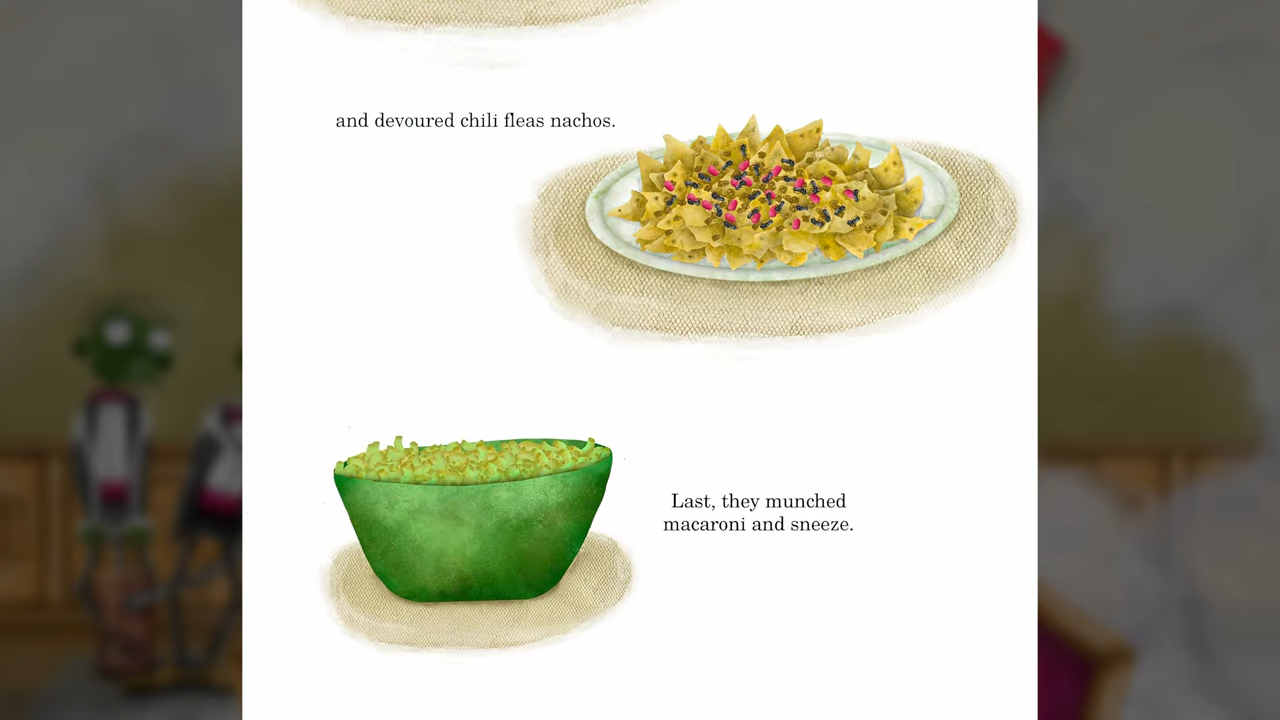 and devoured chili fleas nachos.
Last, they munched
macaroni and sneeze.